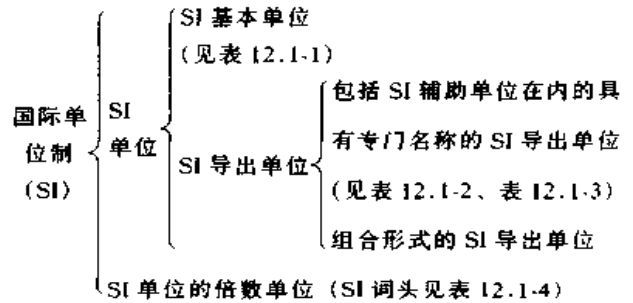 SI 基本单位
(见表 12.1-1)
国际单位制
(SI)
SI
单位
SI 导出单位
包括 SI 辅助单位在内的具
有专门名称的 SI 导出单位
(见表 12.1-2、表 12.1-3)
组合形式的 SI 导出单位
SI 单位的倍数单位 (SI 词头见表 12.1-4)